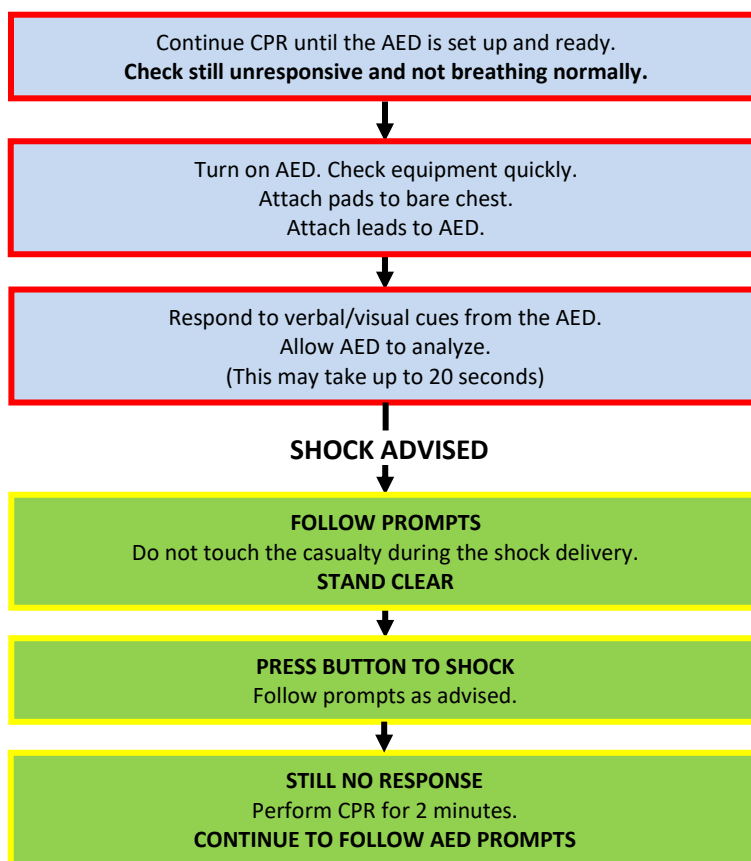 Continue CPR until the AED is set up and ready.
Check still unresponsive and not breathing normally.
Turn on AED. Check equipment quickly.
Attach pads to bare chest.
Attach leads to AED.
Respond to verbal/visual cues from the AED.
Allow AED to analyze.
(This may take up to 20 seconds)
SHOCK ADVISED
FOLLOW PROMPTS
Do not touch the casualty during the shock delivery.
STAND CLEAR
PRESS BUTTON TO SHOCK
Follow prompts as advised.
STILL NO RESPONSE
Perform CPR for 2 minutes.
CONTINUE TO FOLLOW AED PROMPTS